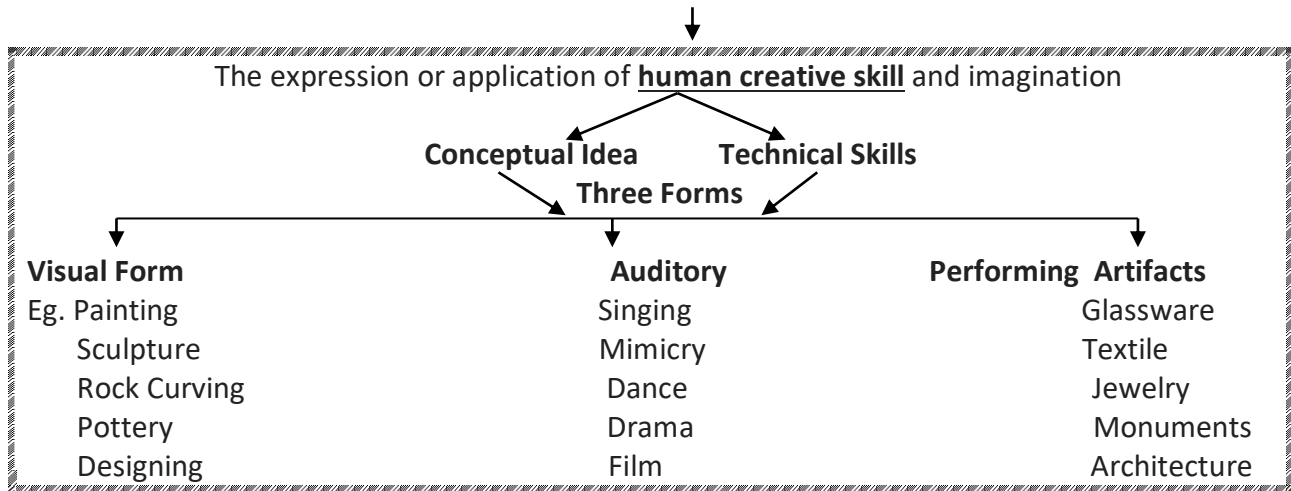 The expression or application of human creative skill and imagination
Conceptual Idea Technical Skills
Three Forms
Visual Form Auditory Performing Artifacts
Eg. Painting Singing Glassware
Sculpture Mimicry Textile
Rock Curving Dance Jewelry
Pottery Drama Monuments
Designing Film Architecture